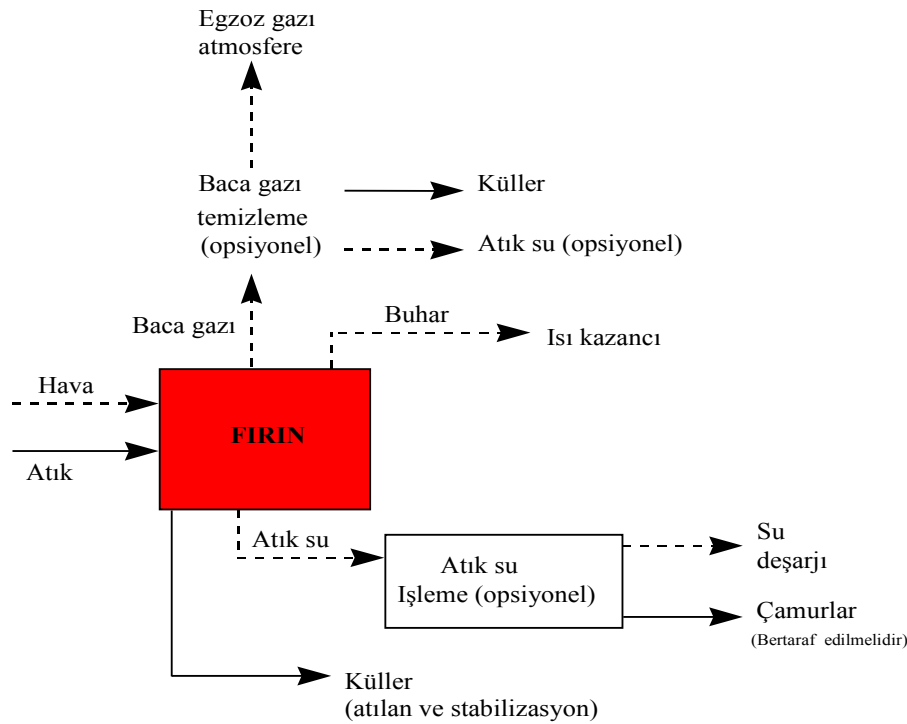 Egzoz gazı
atmosfere
Baca gazı
temizleme
(opsiyonel)
Küller
Atık su (opsiyonel)
Baca gazı
Buhar
Isı kazancı
Hava
FIRIN
Atık
Atık su
Atık su
Işleme (opsiyonel)
Su
deşarjı
Çamurlar
(Bertaraf edilmelidir)
Küller
(atılan ve stabilizasyon)